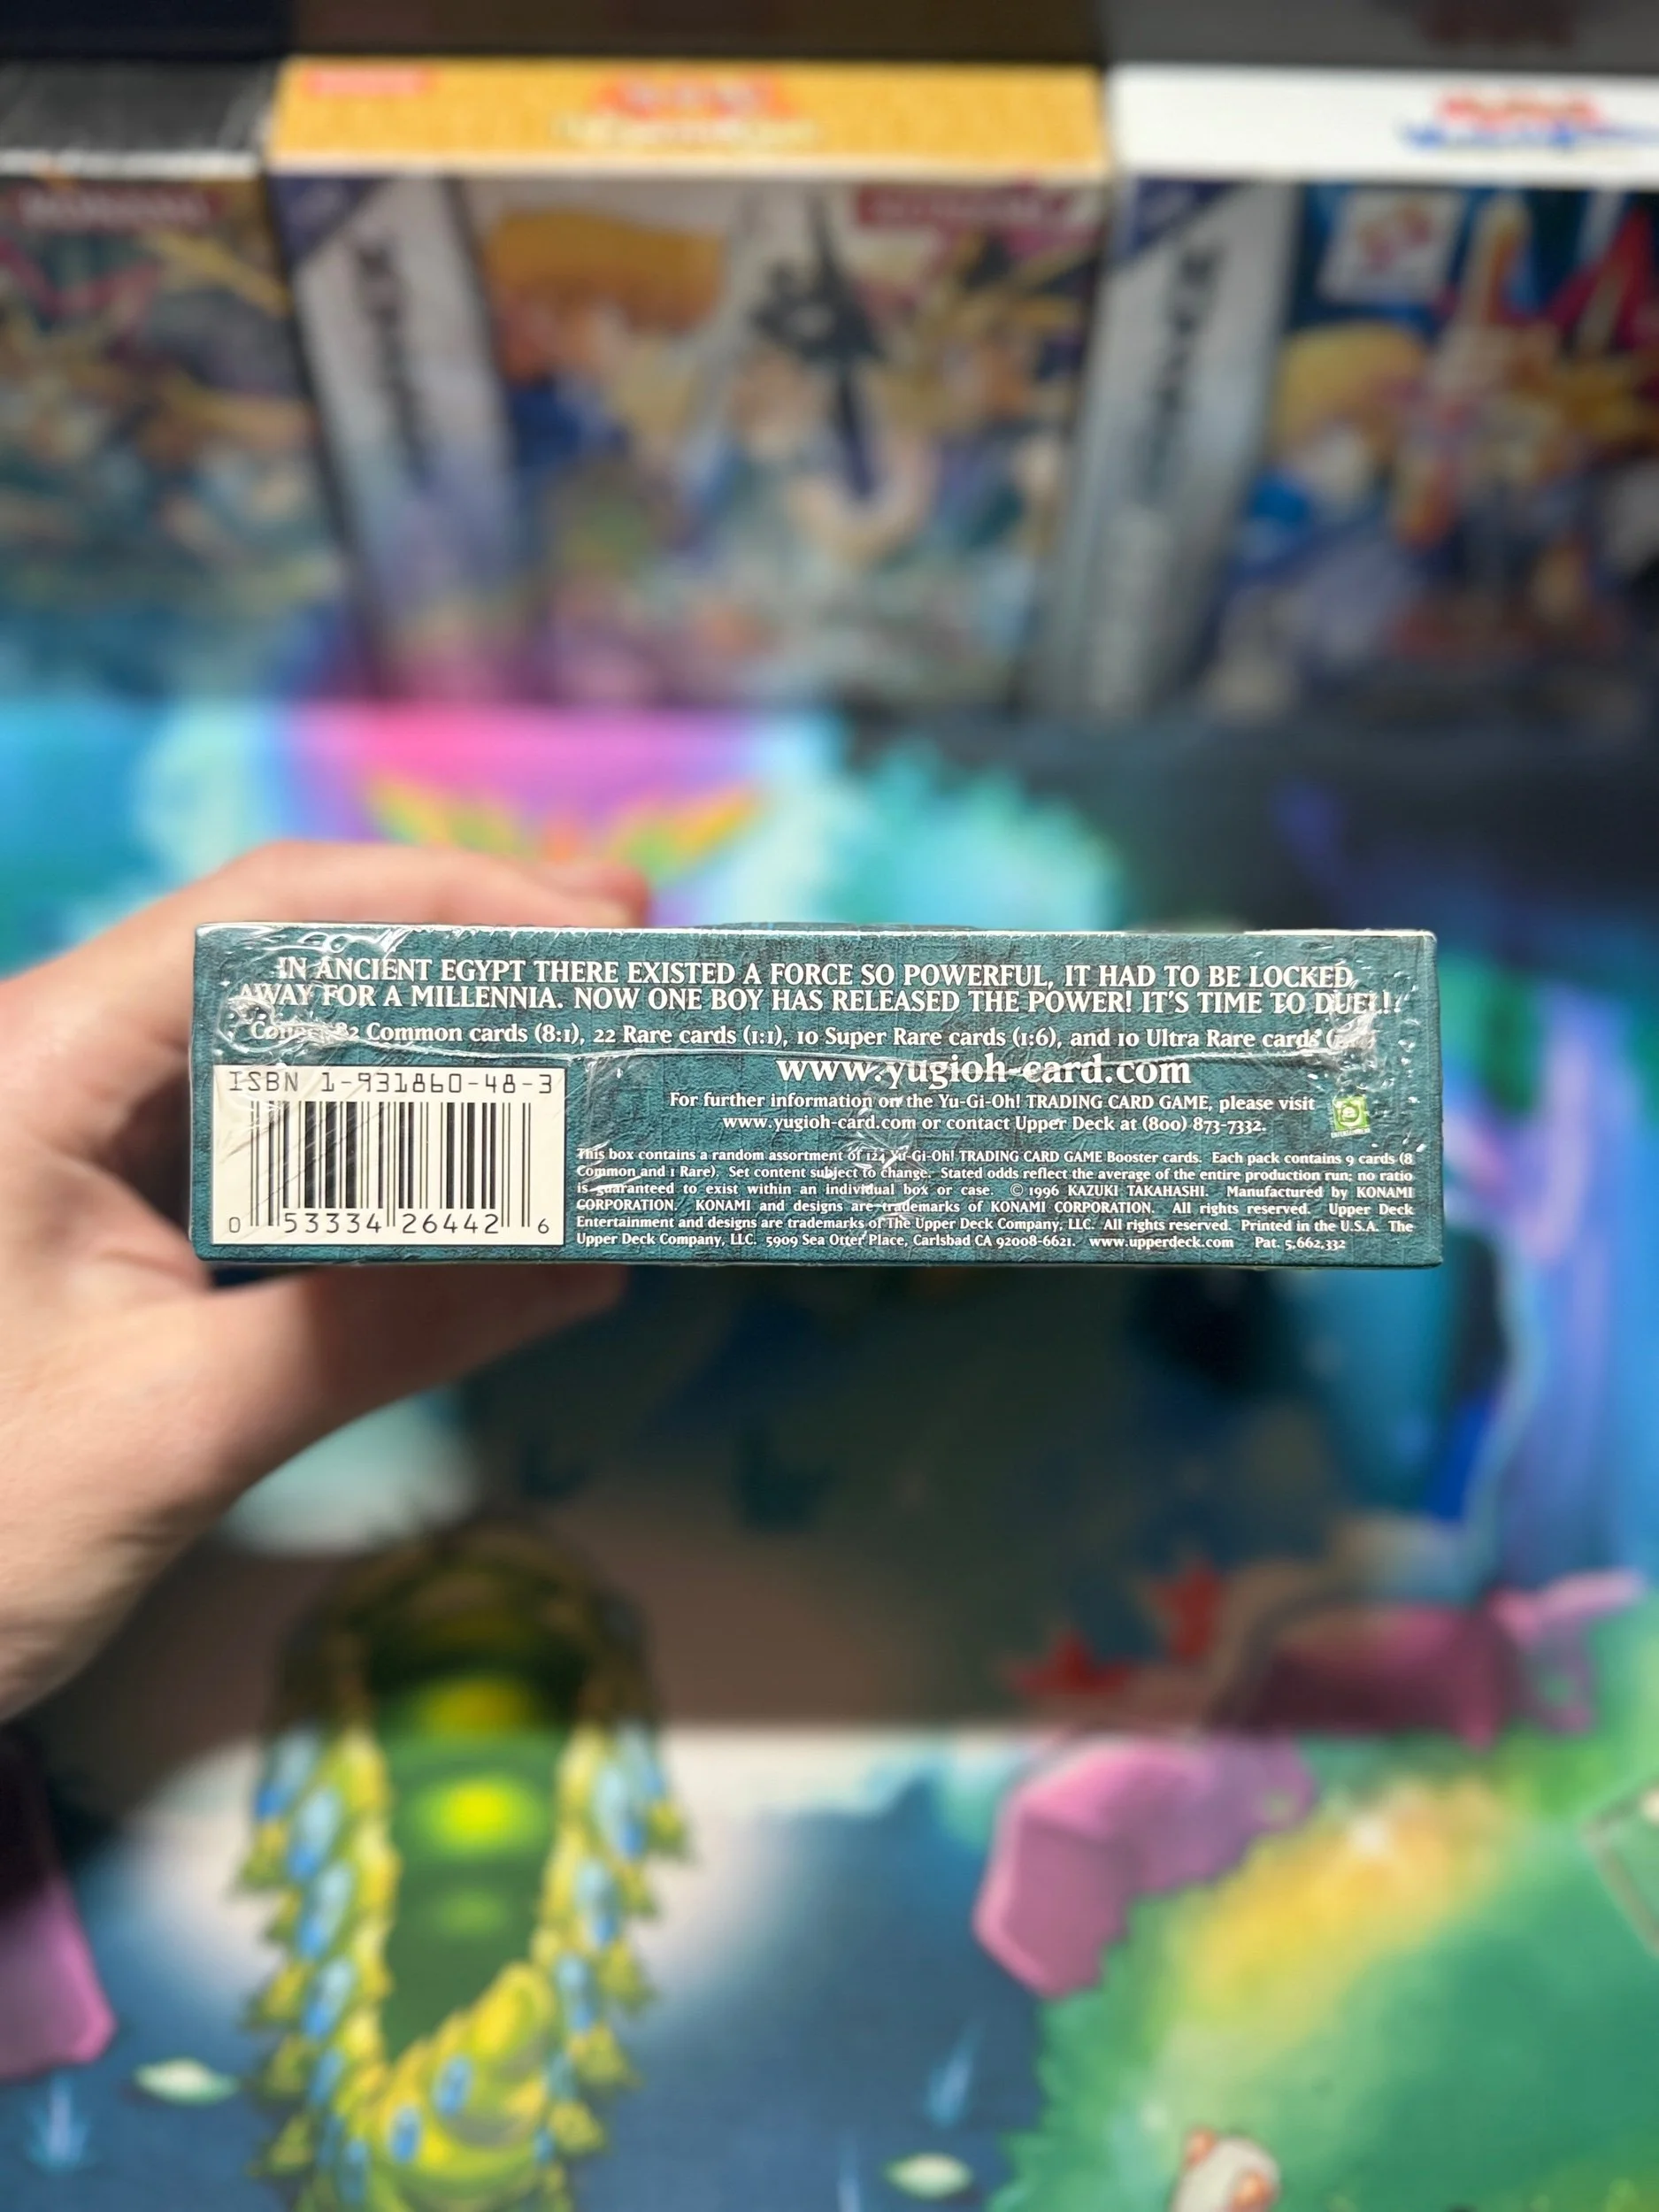 IN ANCIENT EGYPT THERE EXISTED A FORCE SO POWERFUL, IT HAD TO BE LOCKED
AWAY FOR A MILLENNIA. NOW ONE BOY HAS RELEASED THE POWER! IT'S TIME TO DUEL!
Common cards (8:1), 22 Rare cards (1:1), 10 Super Rare cards (1:6), and 10 Ultra Rare cards
www.yugioh-card.com
For further information on the Yu-Gi-Oh! TRADING CARD GAME, please visit
www.yugioh-card.com or contact Upper Deck at (800) 873-7332.
ISBN 1-931860-48-3
0 53334 26442 6
This box contains a random assortment of 124 Yu-Gi-Oh! TRADING CARD GAME Booster cards. Each pack contains 9 cards (8
Common and 1 Rare). Set content subject to change. Stated odds reflect the average of the entire production run; no ratio
is guaranteed to exist within an individual box or case. © 1996 KAZUKI TAKAHASHI. Manufactured by KONAMI
CORPORATION. KONAMI and designs are trademarks of KONAMI CORPORATION. All rights reserved. Upper Deck
Entertainment and designs are trademarks of The Upper Deck Company, LLC. All rights reserved. Printed in the U.S.A. The
Upper Deck Company, LLC. 5909 Sea Otter Place, Carlsbad CA 92008-6621. www.upperdeck.com Pat. 5,662,332